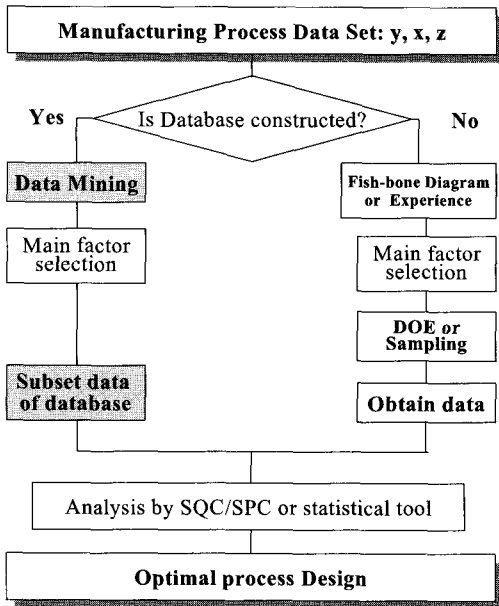 Manufacturing Process Data Set: y, x, z
Is Database constructed?
Yes
No
Data Mining
Main factor
selection
Subset data
of database
Fish-bone Diagram
or Experience
Main factor
selection
DOE or
Sampling
Obtain data
Analysis by SQC/SPC or statistical tool
Optimal process Design